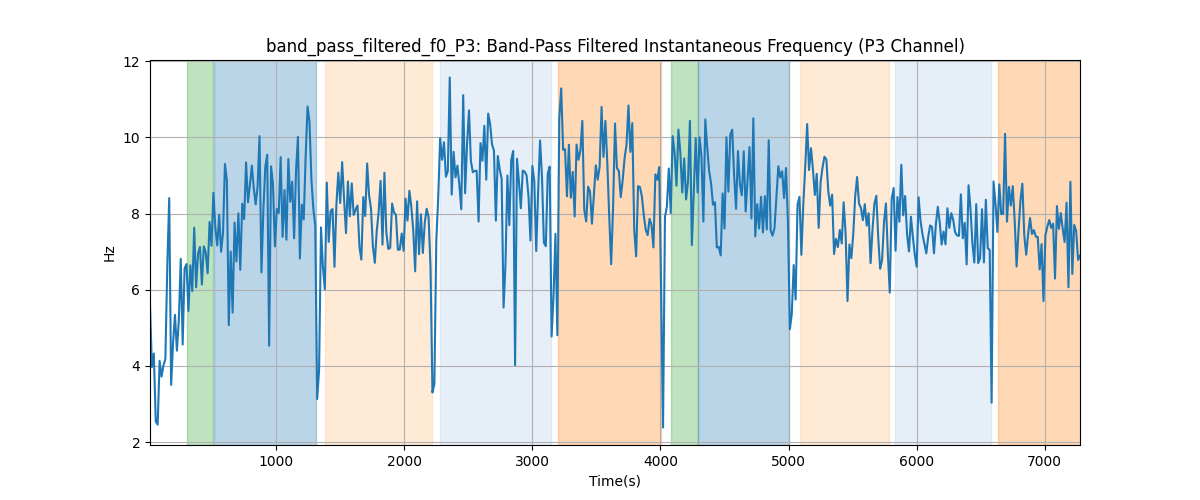 band_pass_filtered_f0_P3: Band-Pass Filtered Instantaneous Frequency (P3 Channel)
12
10
8
6
4
2
Hz
1000 2000 3000 4000 5000 6000 7000
Time(s)